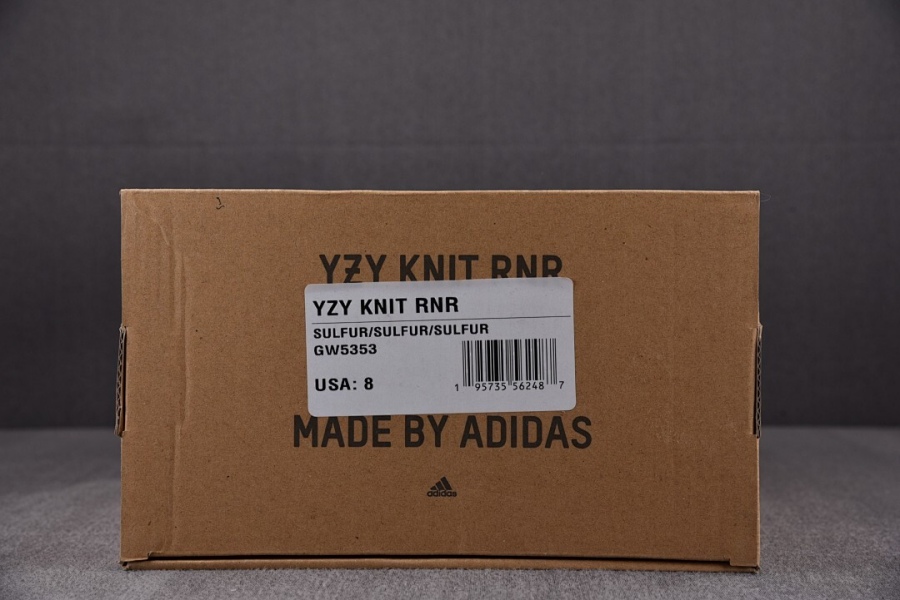 YZY KNIT RNR
YZY KNIT RNR
SULFUR/SULFUR/SULFUR
GW5353
USA: 8
1 95735 56248 7
MADE BY ADIDAS
adidas